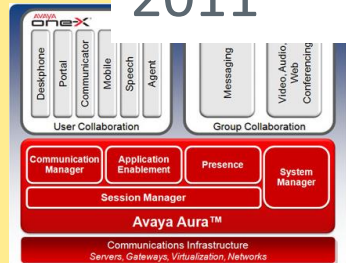 2011
AVAYA
one-X
Deskphone
Portal
Communicator
Mobile
Speech
Agent
User Collaboration
Messaging
Video, Audio,
Web
Conferencing
Group Collaboration
Communication
Manager
Application
Enablement
Presence
System
Manager
Session Manager
Avaya Aura™
Communications Infrastructure
Servers, Gateways, Virtualization, Networks